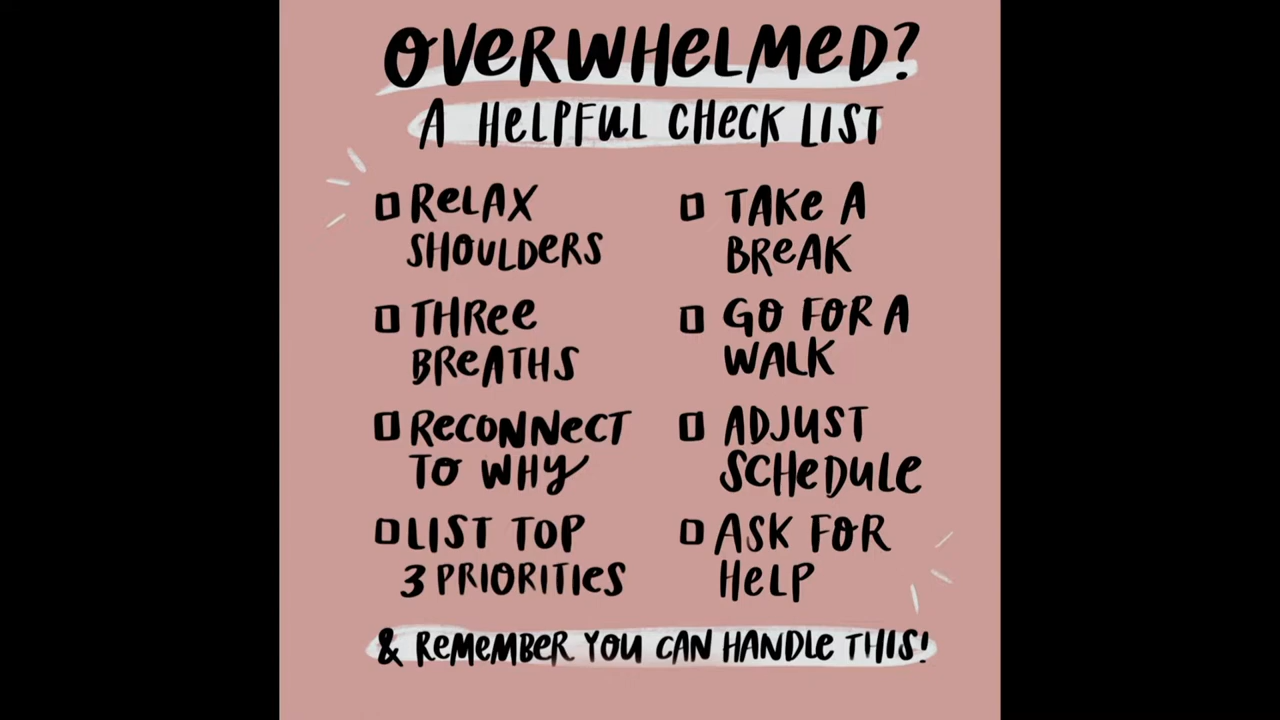 OVERWHELMED?
A HELPFUL CHECK LIST
RELAX
SHOULDERS
THREE
BREATHS
RECONNECT
TO WHY
LIST TOP
3 PRIORITIES
TAKE A
BREAK
GO FOR A
WALK
ADJUST
SCHEDULE
ASK FOR
HELP
& REMEMBER YOU CAN HANDLE THIS!